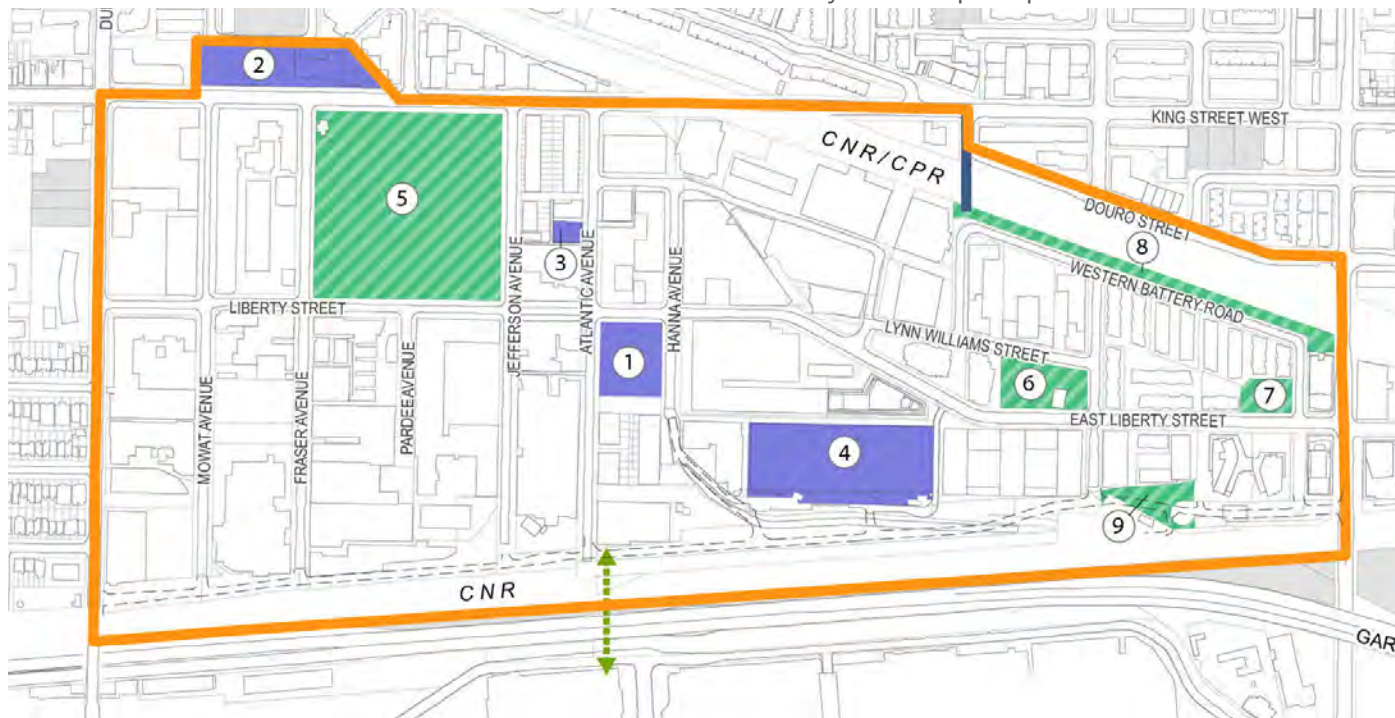 DU
2
KING STREET WEST
CNR/CPR
5
DOURO STREET
3
8
WESTERN BATTERY ROAD
LIBERTY STREET
JEFFERSON AVENUE
ATLANTIC AVENUE
HANNA AVENUE
LYNN WILLIAMS STREET
1
6
7
PARDEE AVENUE
EAST LIBERTY STREET
MOWAT AVENUE
FRASER AVENUE
4
9
CNR
GAR